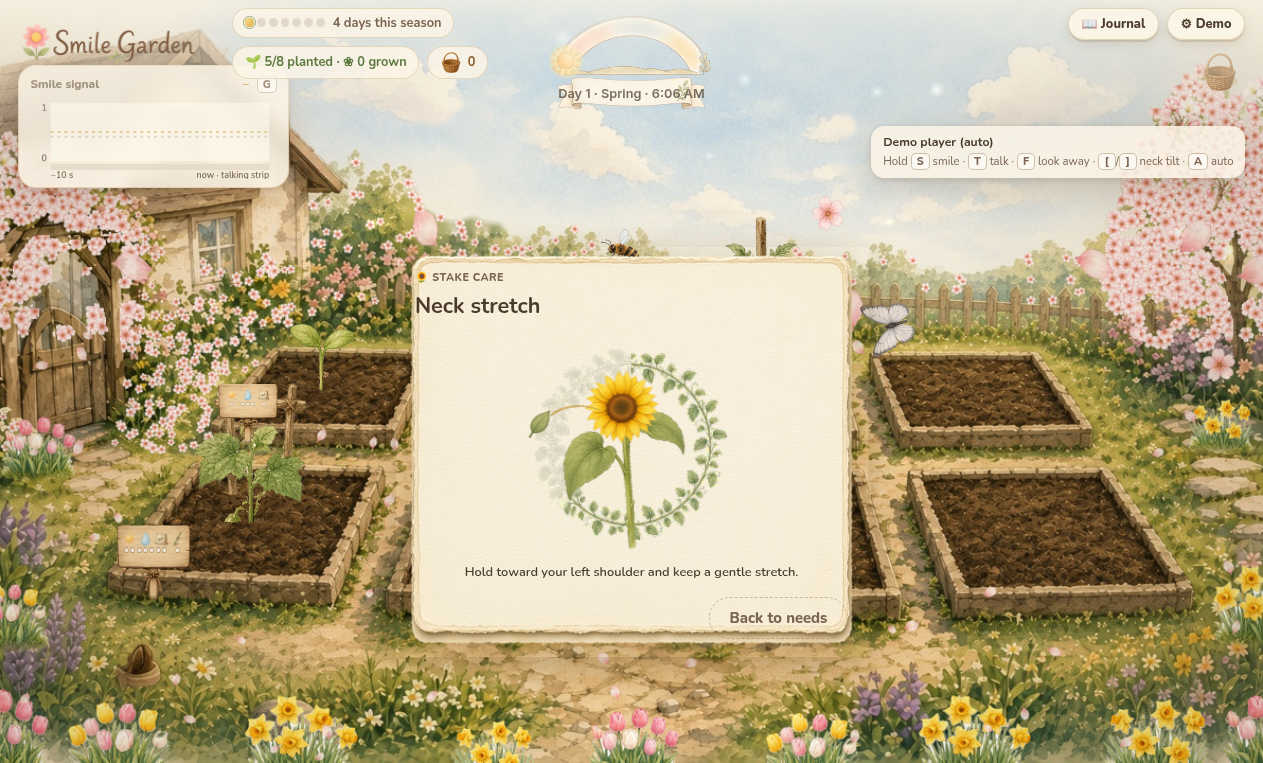 Smile Garden
4 days this season
🌱 5/8 planted · ❀ 0 grown
0
Day 1 · Spring · 6:06 AM
📖 Journal
⚙ Demo
Smile signal
– G
1
0
−10 s
now · talking strip
Demo player (auto)
Hold S smile · T talk · F look away · [ / ] neck tilt · A auto
🌻 STAKE CARE
Neck stretch
Hold toward your left shoulder and keep a gentle stretch.
Back to needs